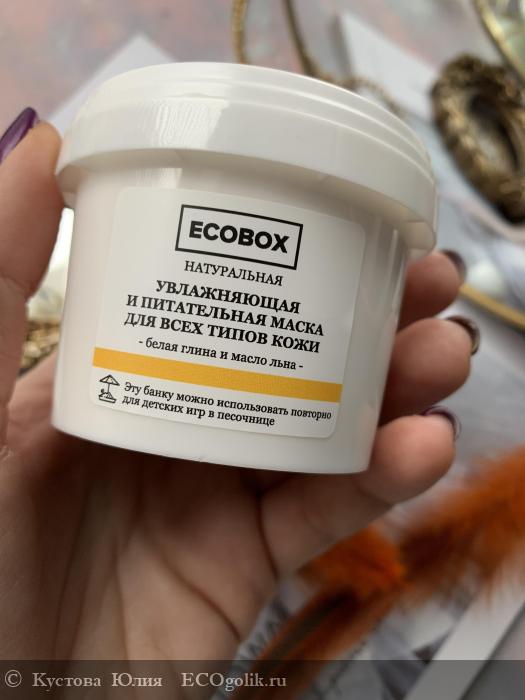 ECOBOX
НАТУРАЛЬНАЯ
УВЛАЖНЯЮЩАЯ
И ПИТАТЕЛЬНАЯ МАСКА
ДЛЯ ВСЕХ ТИПОВ КОЖИ
- белая глина и масло льна -
Эту банку можно использовать повторно
для детских игр в песочнице
© Кустова Юлия ECOgolik.ru